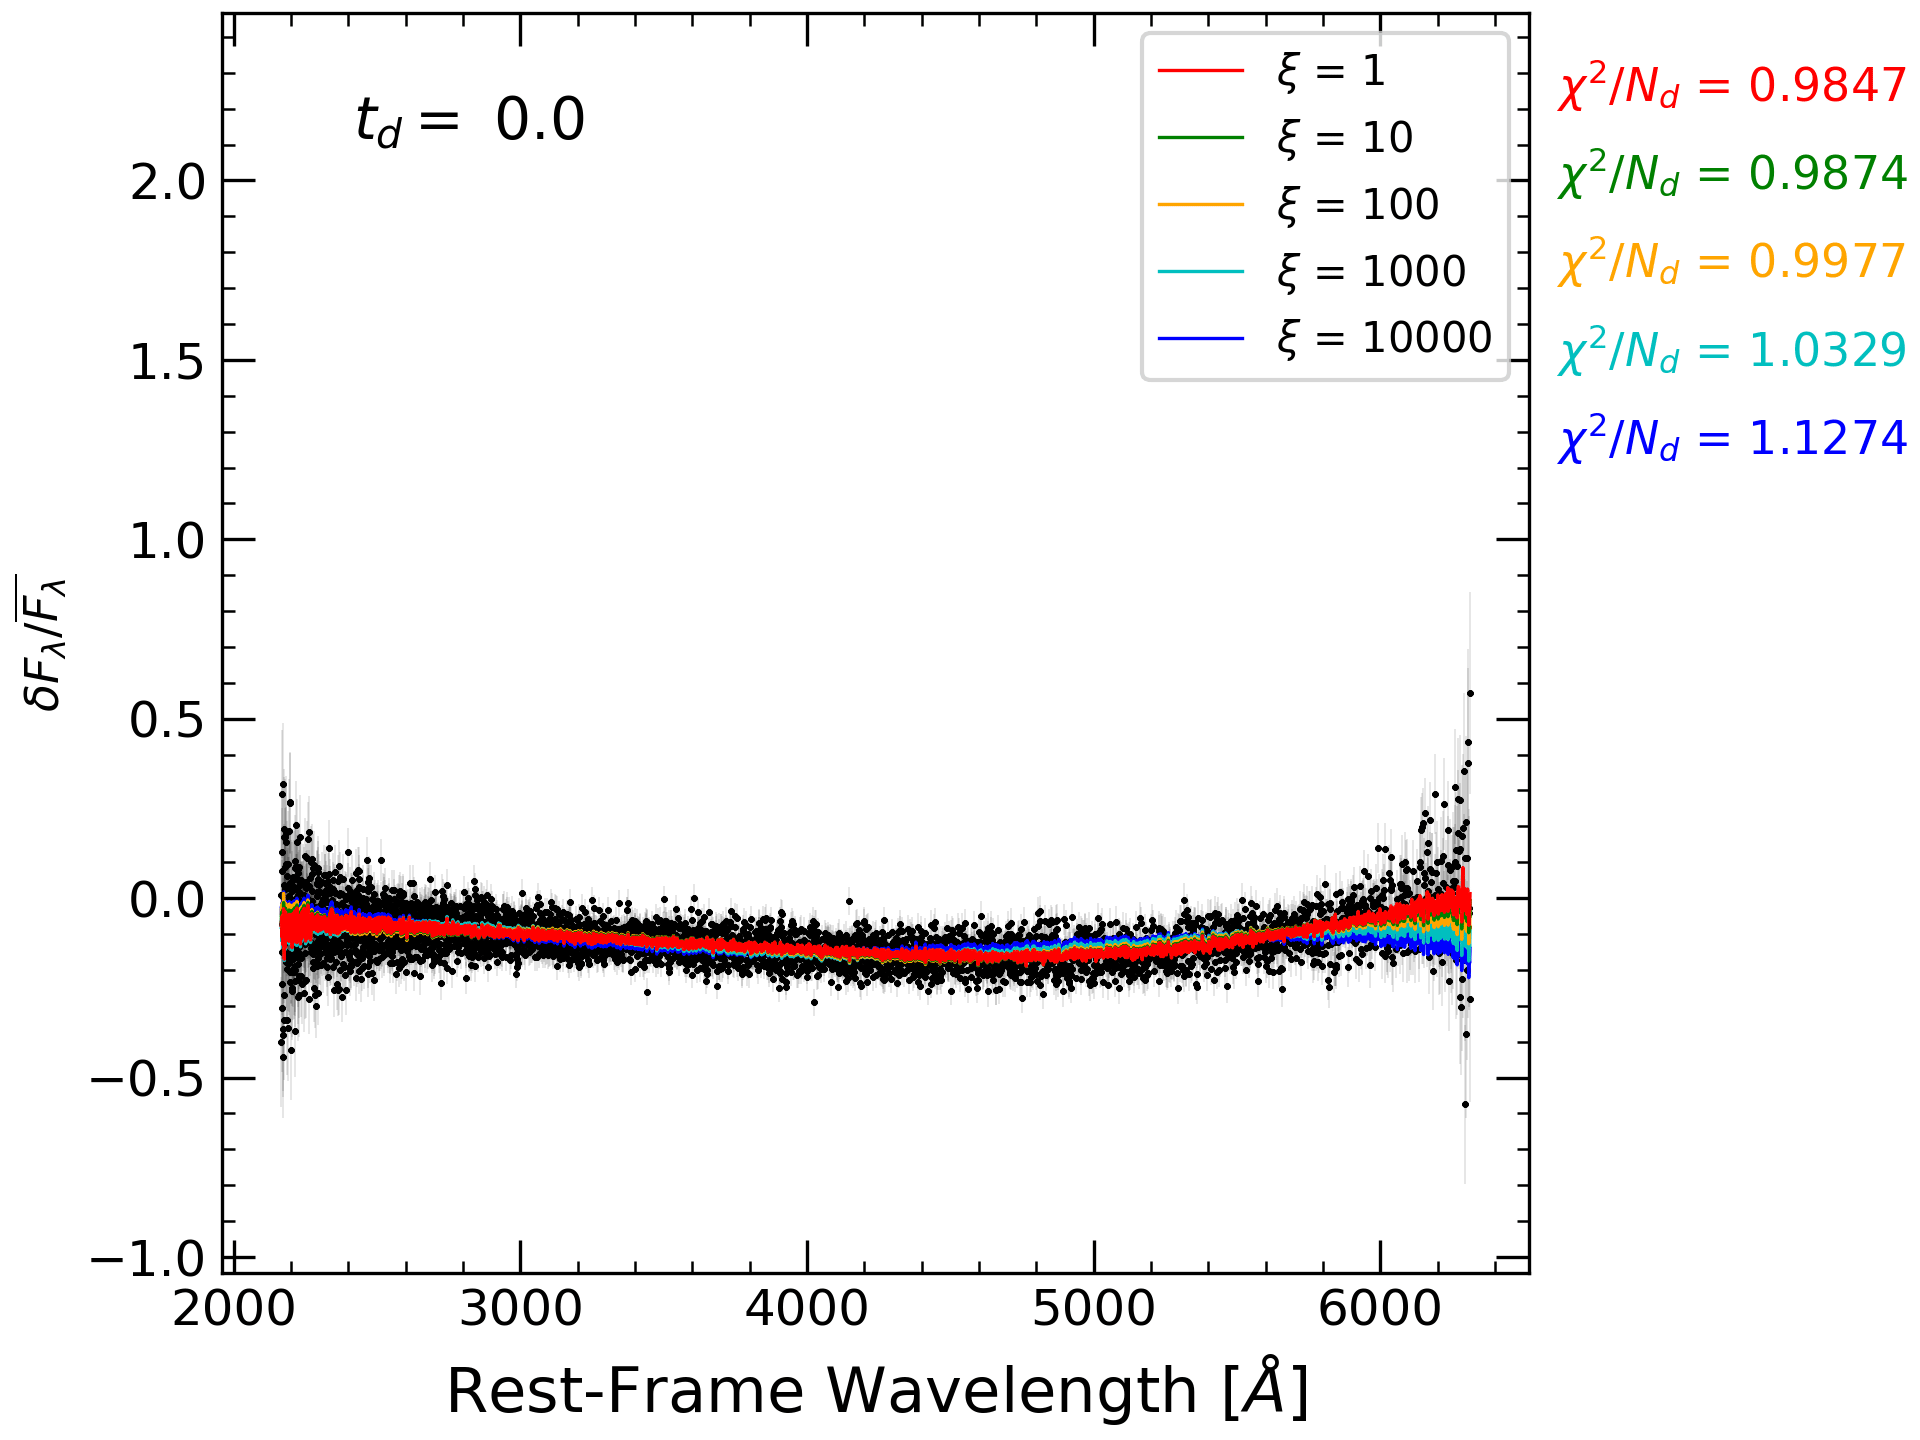 t_d = 0.0
ξ = 1
ξ = 10
ξ = 100
ξ = 1000
ξ = 10000
χ²/N_d = 0.9847
χ²/N_d = 0.9874
χ²/N_d = 0.9977
χ²/N_d = 1.0329
χ²/N_d = 1.1274
δF_λ/F̅_λ
2.0
1.5
1.0
0.5
0.0
−0.5
−1.0
2000 3000 4000 5000 6000
Rest-Frame Wavelength [Å]